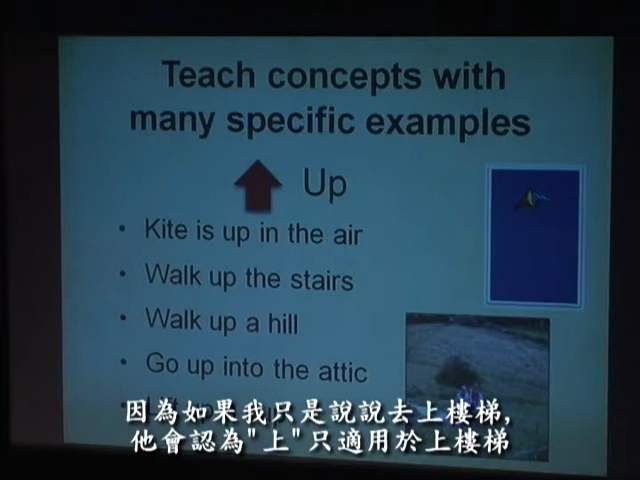 Teach concepts with
many specific examples
Up
• Kite is up in the air
• Walk up the stairs
• Walk up a hill
• Go up into the attic
因為如果我只是說說去上樓梯,
他會認為"上"只適用於上樓梯